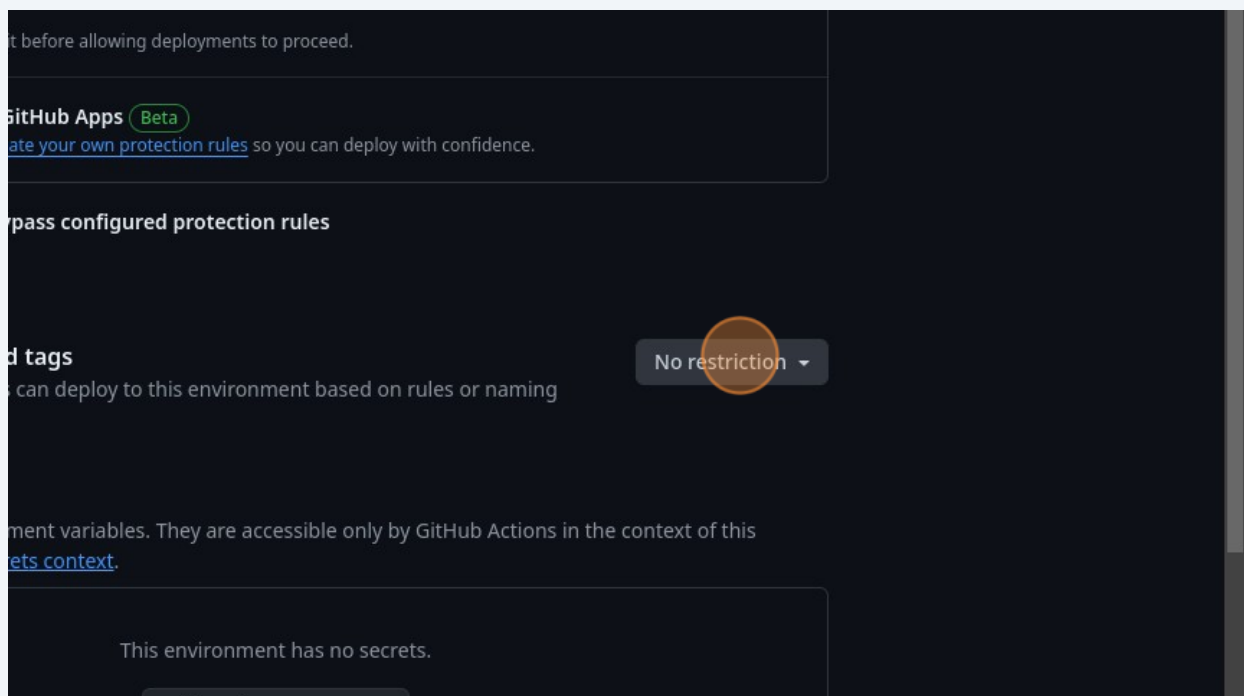 it before allowing deployments to proceed.
GitHub Apps Beta
ate your own protection rules so you can deploy with confidence.
ypass configured protection rules
d tags
No restriction
s can deploy to this environment based on rules or naming
ment variables. They are accessible only by GitHub Actions in the context of this
rets context.
This environment has no secrets.